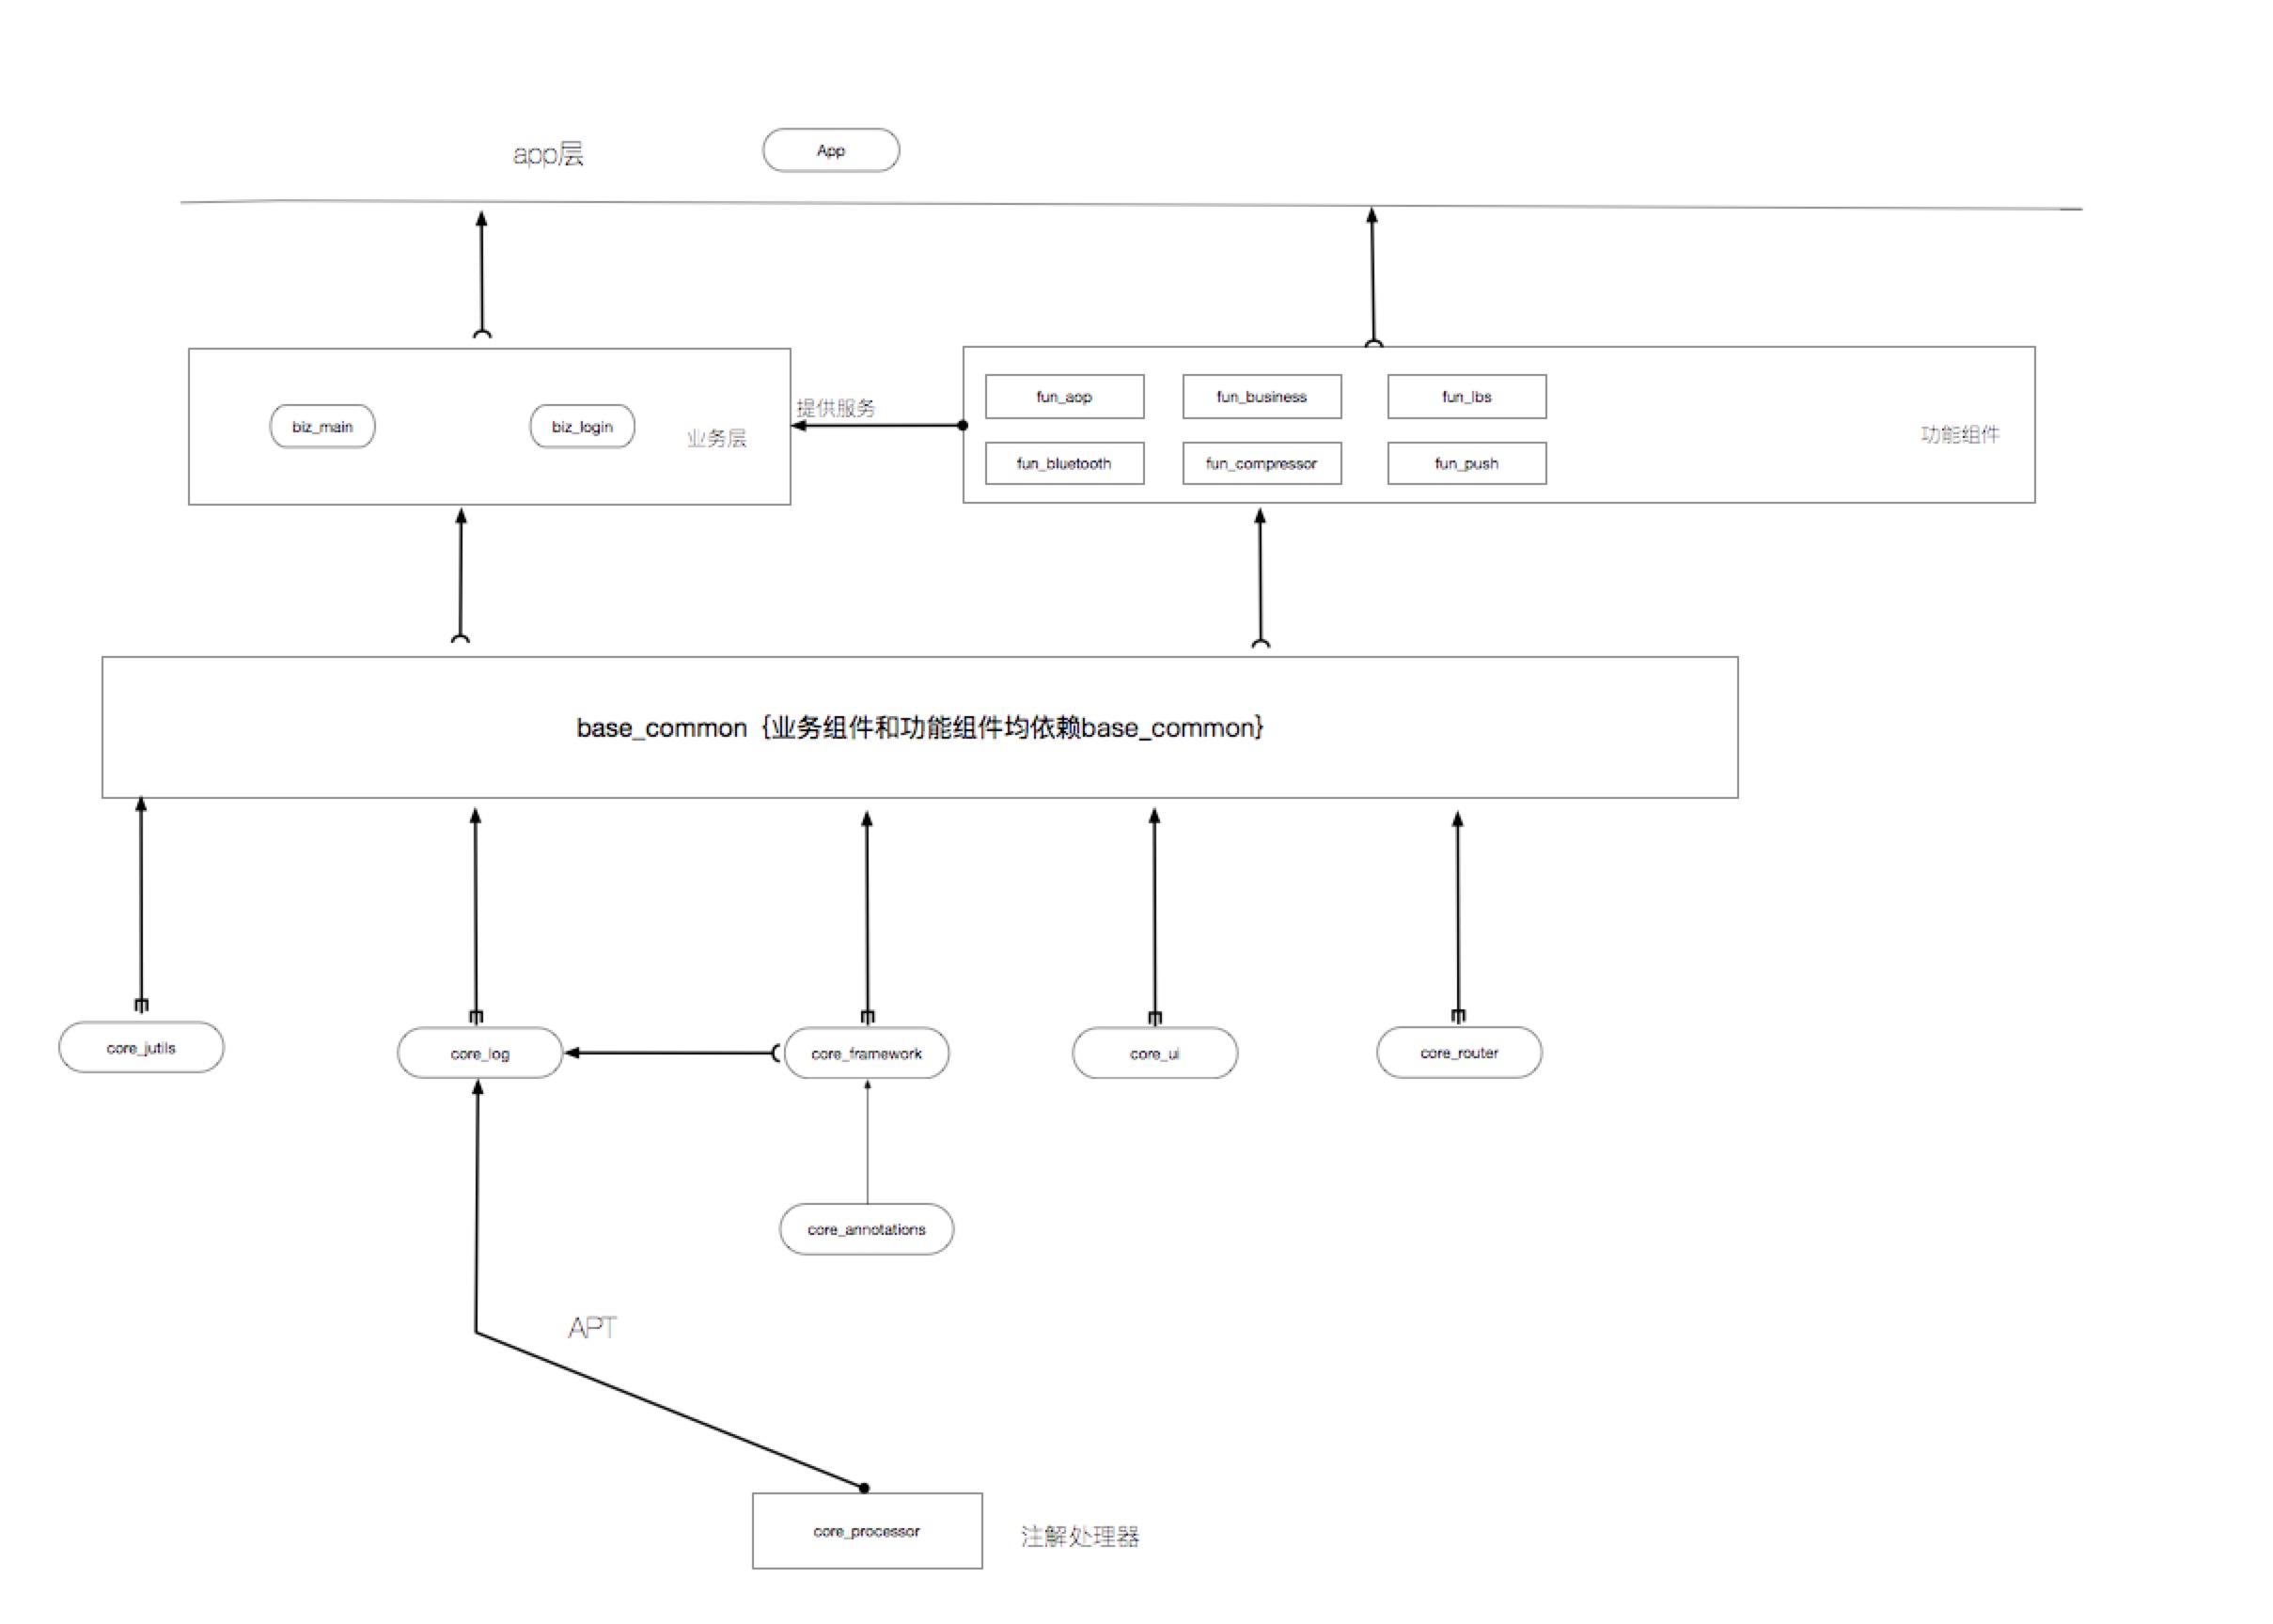 app层
App
提供服务
fun_aop
fun_business
fun_lbs
biz_main
biz_login
业务层
功能组件
fun_bluetooth
fun_compressor
fun_push
base_common {业务组件和功能组件均依赖base_common}
core_jutils
core_log
core_framework
core_ui
core_router
core_annotations
APT
core_processor
注解处理器